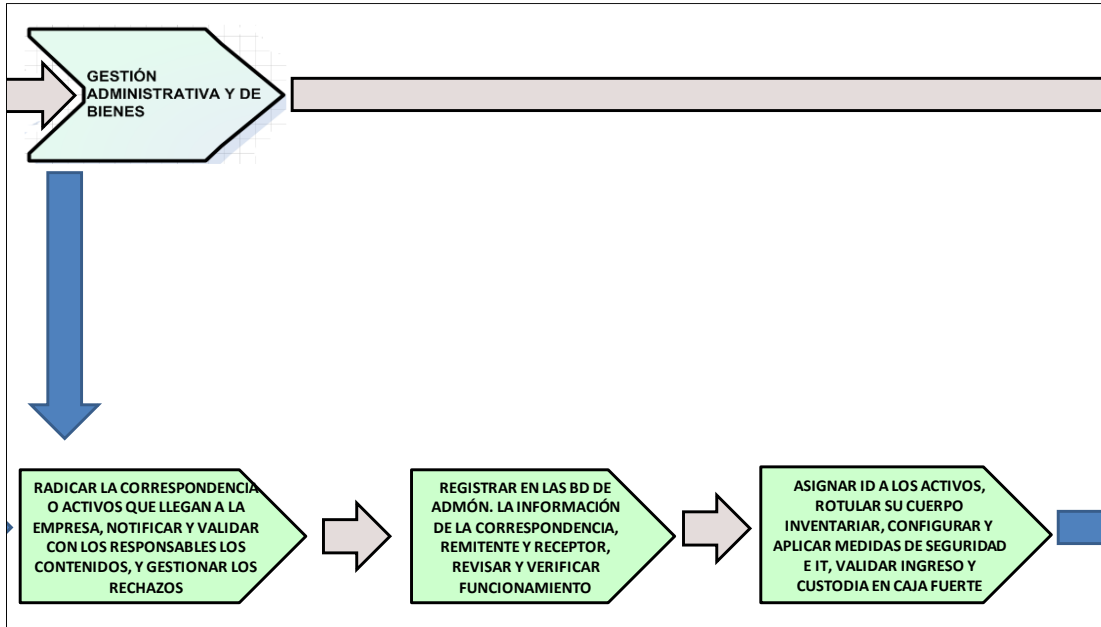 GESTIÓN
ADMINISTRATIVA Y DE
BIENES
RADICAR LA CORRESPONDENCIA
O ACTIVOS QUE LLEGAN A LA
EMPRESA, NOTIFICAR Y VALIDAR
CON LOS RESPONSABLES LOS
CONTENIDOS, Y GESTIONAR LOS
RECHAZOS
REGISTRAR EN LAS BD DE
ADMÓN. LA INFORMACIÓN
DE LA CORRESPONDENCIA,
REMITENTE Y RECEPTOR,
REVISAR Y VERIFICAR
FUNCIONAMIENTO
ASIGNAR ID A LOS ACTIVOS,
ROTULAR SU CUERPO
INVENTARIAR, CONFIGURAR Y
APLICAR MEDIDAS DE SEGURIDAD
E IT, VALIDAR INGRESO Y
CUSTODIA EN CAJA FUERTE